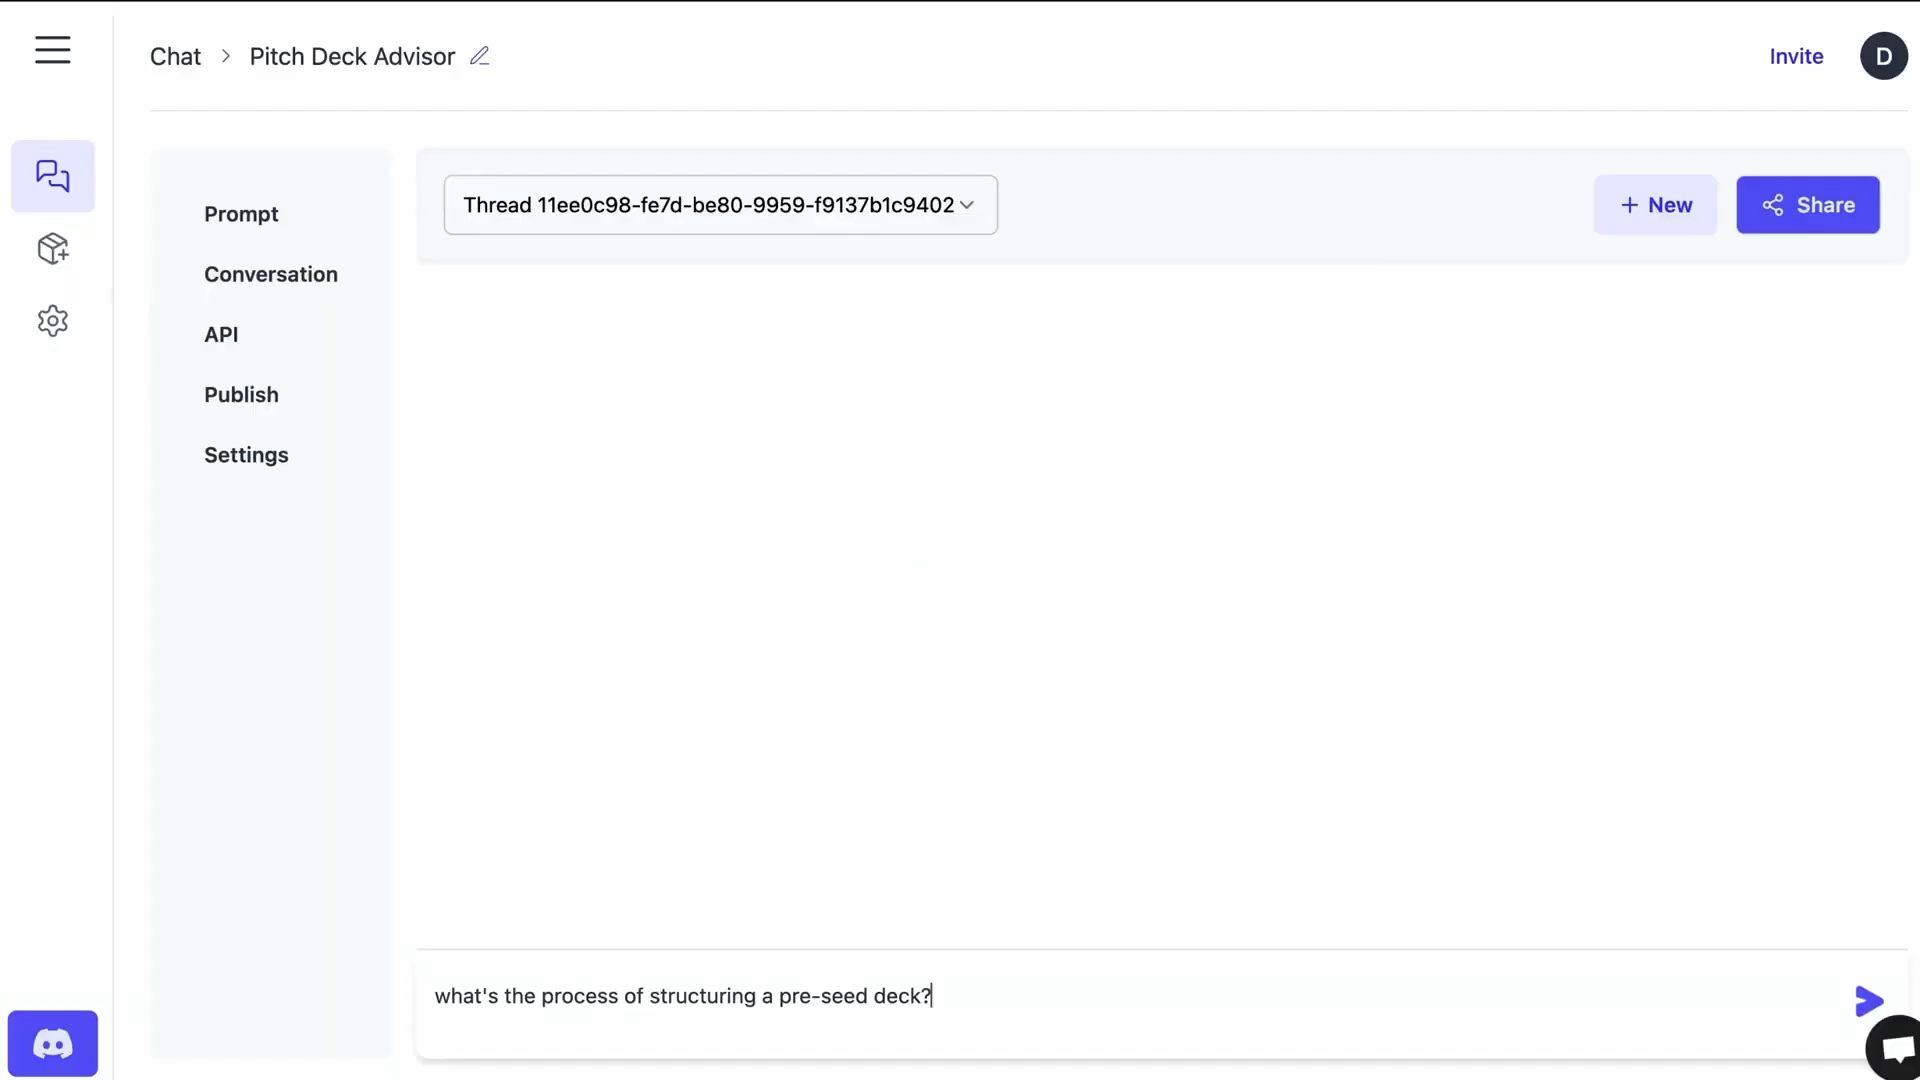 Chat > Pitch Deck Advisor
Invite
D
Prompt
Conversation
API
Publish
Settings
Thread 11ee0c98-fe7d-be80-9959-f9137b1c9402
+ New
Share
what's the process of structuring a pre-seed deck?